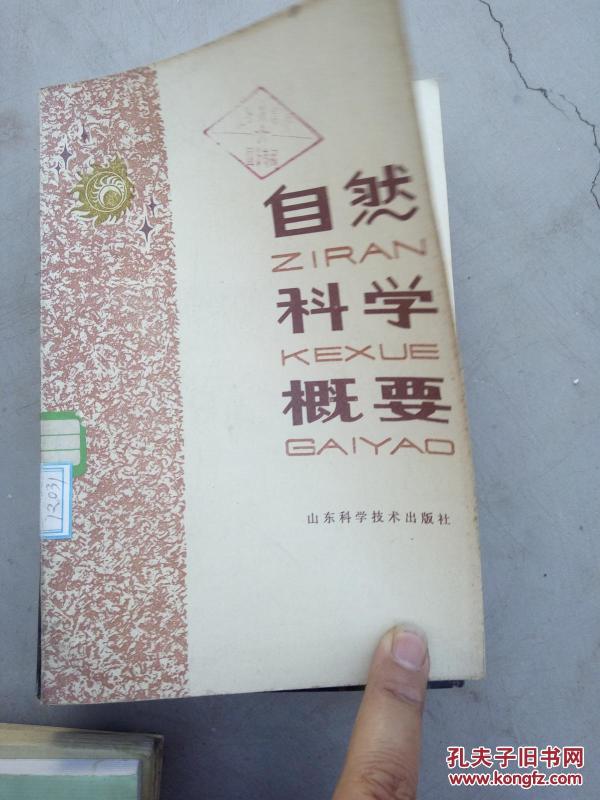 自然
ZIRAN
科学
KEXUE
概要
GAIYAO
山东科学技术出版社
12031
孔夫子旧书网
www.kongfz.com